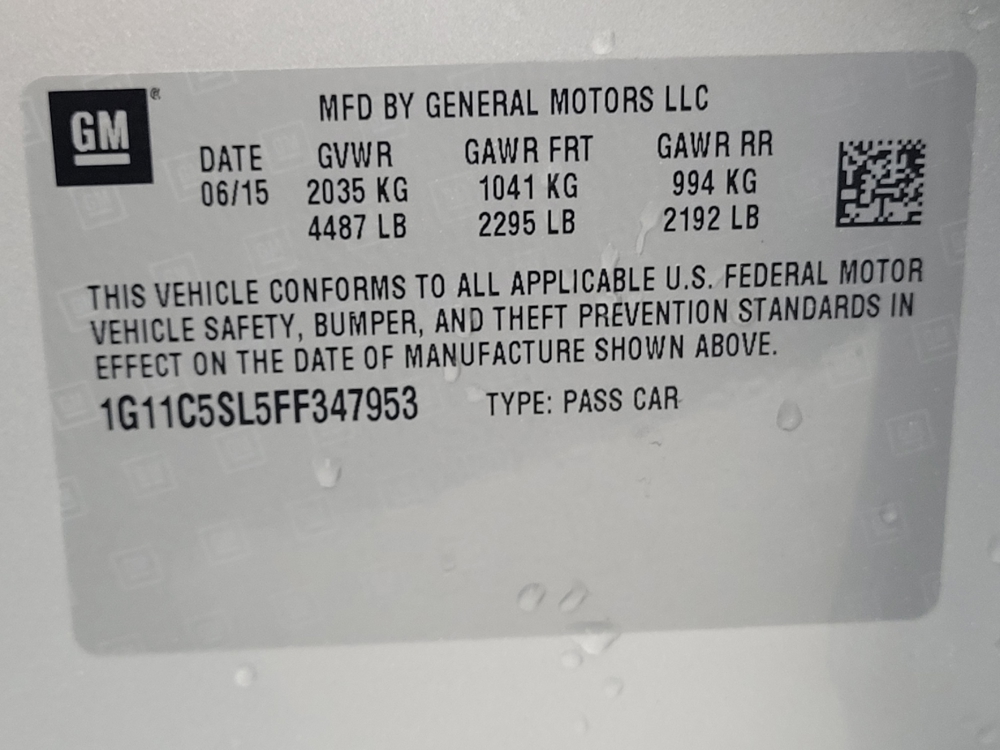 GM®
MFD BY GENERAL MOTORS LLC
DATE GVWR GAWR FRT GAWR RR
06/15 2035 KG 1041 KG 994 KG
4487 LB 2295 LB 2192 LB
THIS VEHICLE CONFORMS TO ALL APPLICABLE U.S. FEDERAL MOTOR
VEHICLE SAFETY, BUMPER, AND THEFT PREVENTION STANDARDS IN
EFFECT ON THE DATE OF MANUFACTURE SHOWN ABOVE.
1G11C5SL5FF347953 TYPE: PASS CAR